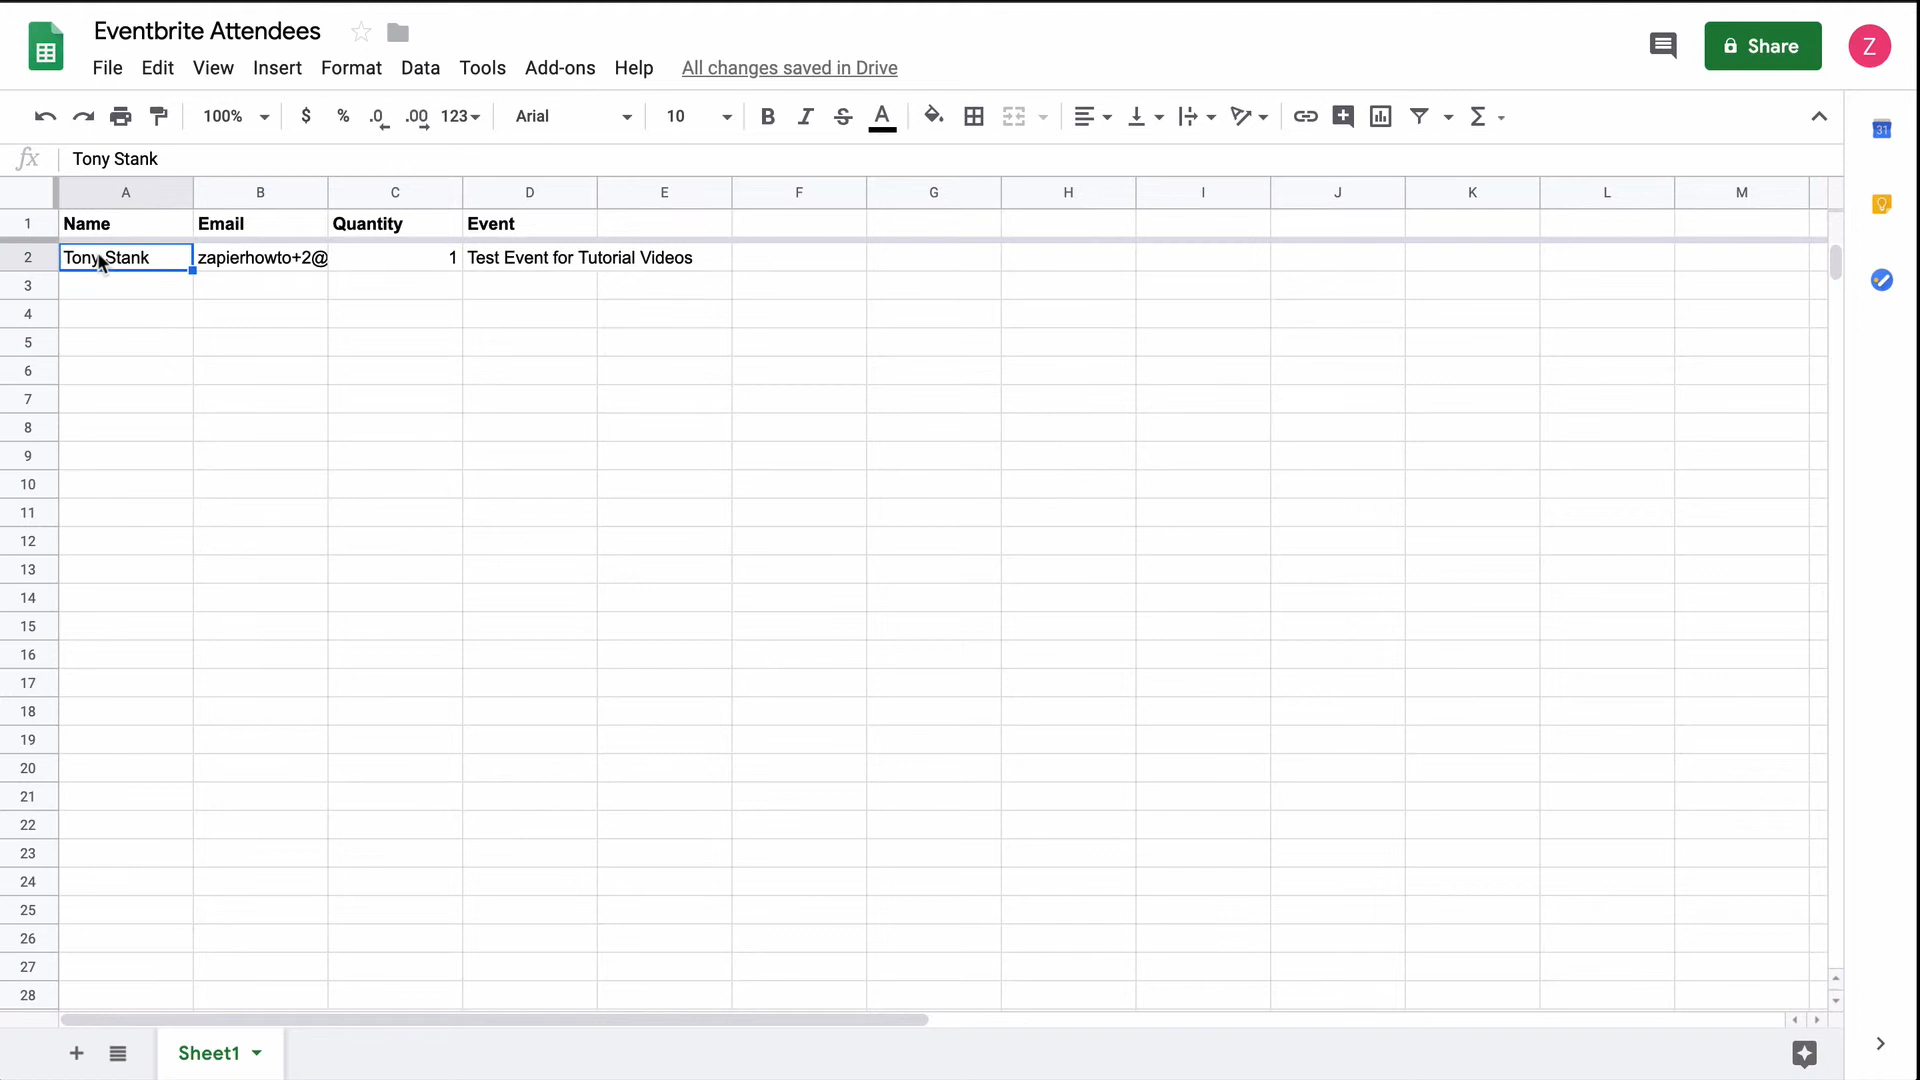 Eventbrite Attendees
File Edit View Insert Format Data Tools Add-ons Help All changes saved in Drive
Share
Z
100% $ % .0 .00 123 Arial 10 B I S A Σ
31
fx Tony Stank
A B C D E F G H I J K L M
1 Name Email Quantity Event
2 Tony Stank zapierhowto+2@ 1 Test Event for Tutorial Videos
3
4
5
6
7
8
9
10
11
12
13
14
15
16
17
18
19
20
21
22
23
24
25
26
27
28
Sheet1